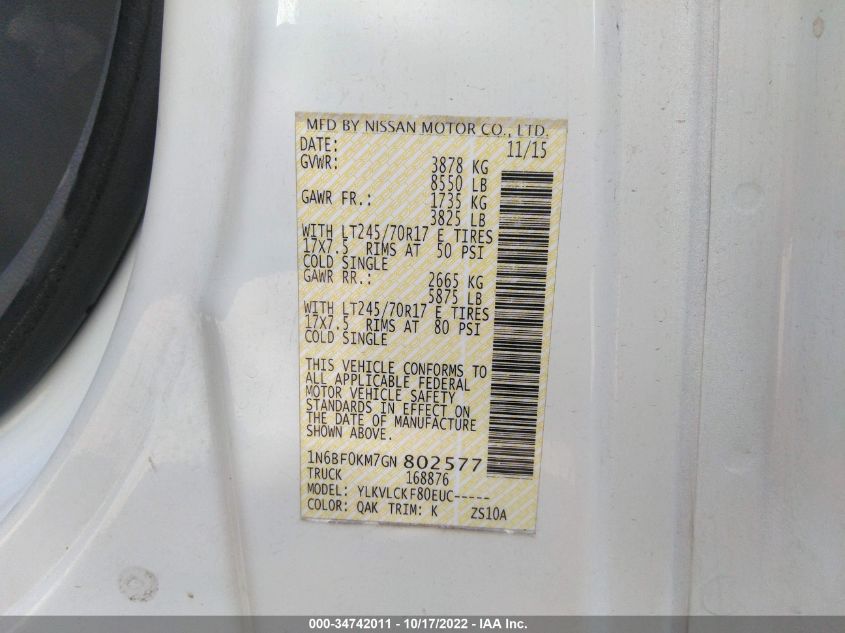 MFD BY NISSAN MOTOR CO., LTD.
DATE: 11/15
GVWR: 3878 KG
8550 LB
GAWR FR.: 1735 KG
3825 LB
WITH LT245/70R17 E TIRES
17X7.5 RIMS AT 50 PSI
COLD SINGLE
GAWR RR.: 2665 KG
5875 LB
WITH LT245/70R17 E TIRES
17X7.5 RIMS AT 80 PSI
COLD SINGLE
THIS VEHICLE CONFORMS TO
ALL APPLICABLE FEDERAL
MOTOR VEHICLE SAFETY
STANDARDS IN EFFECT ON
THE DATE OF MANUFACTURE
SHOWN ABOVE.
1N6BF0KM7GN 802577
TRUCK 168876
MODEL: YLKVLCKF80EUC-----
COLOR: QAK TRIM: K ZS10A
000-34742011 - 10/17/2022 - IAA Inc.